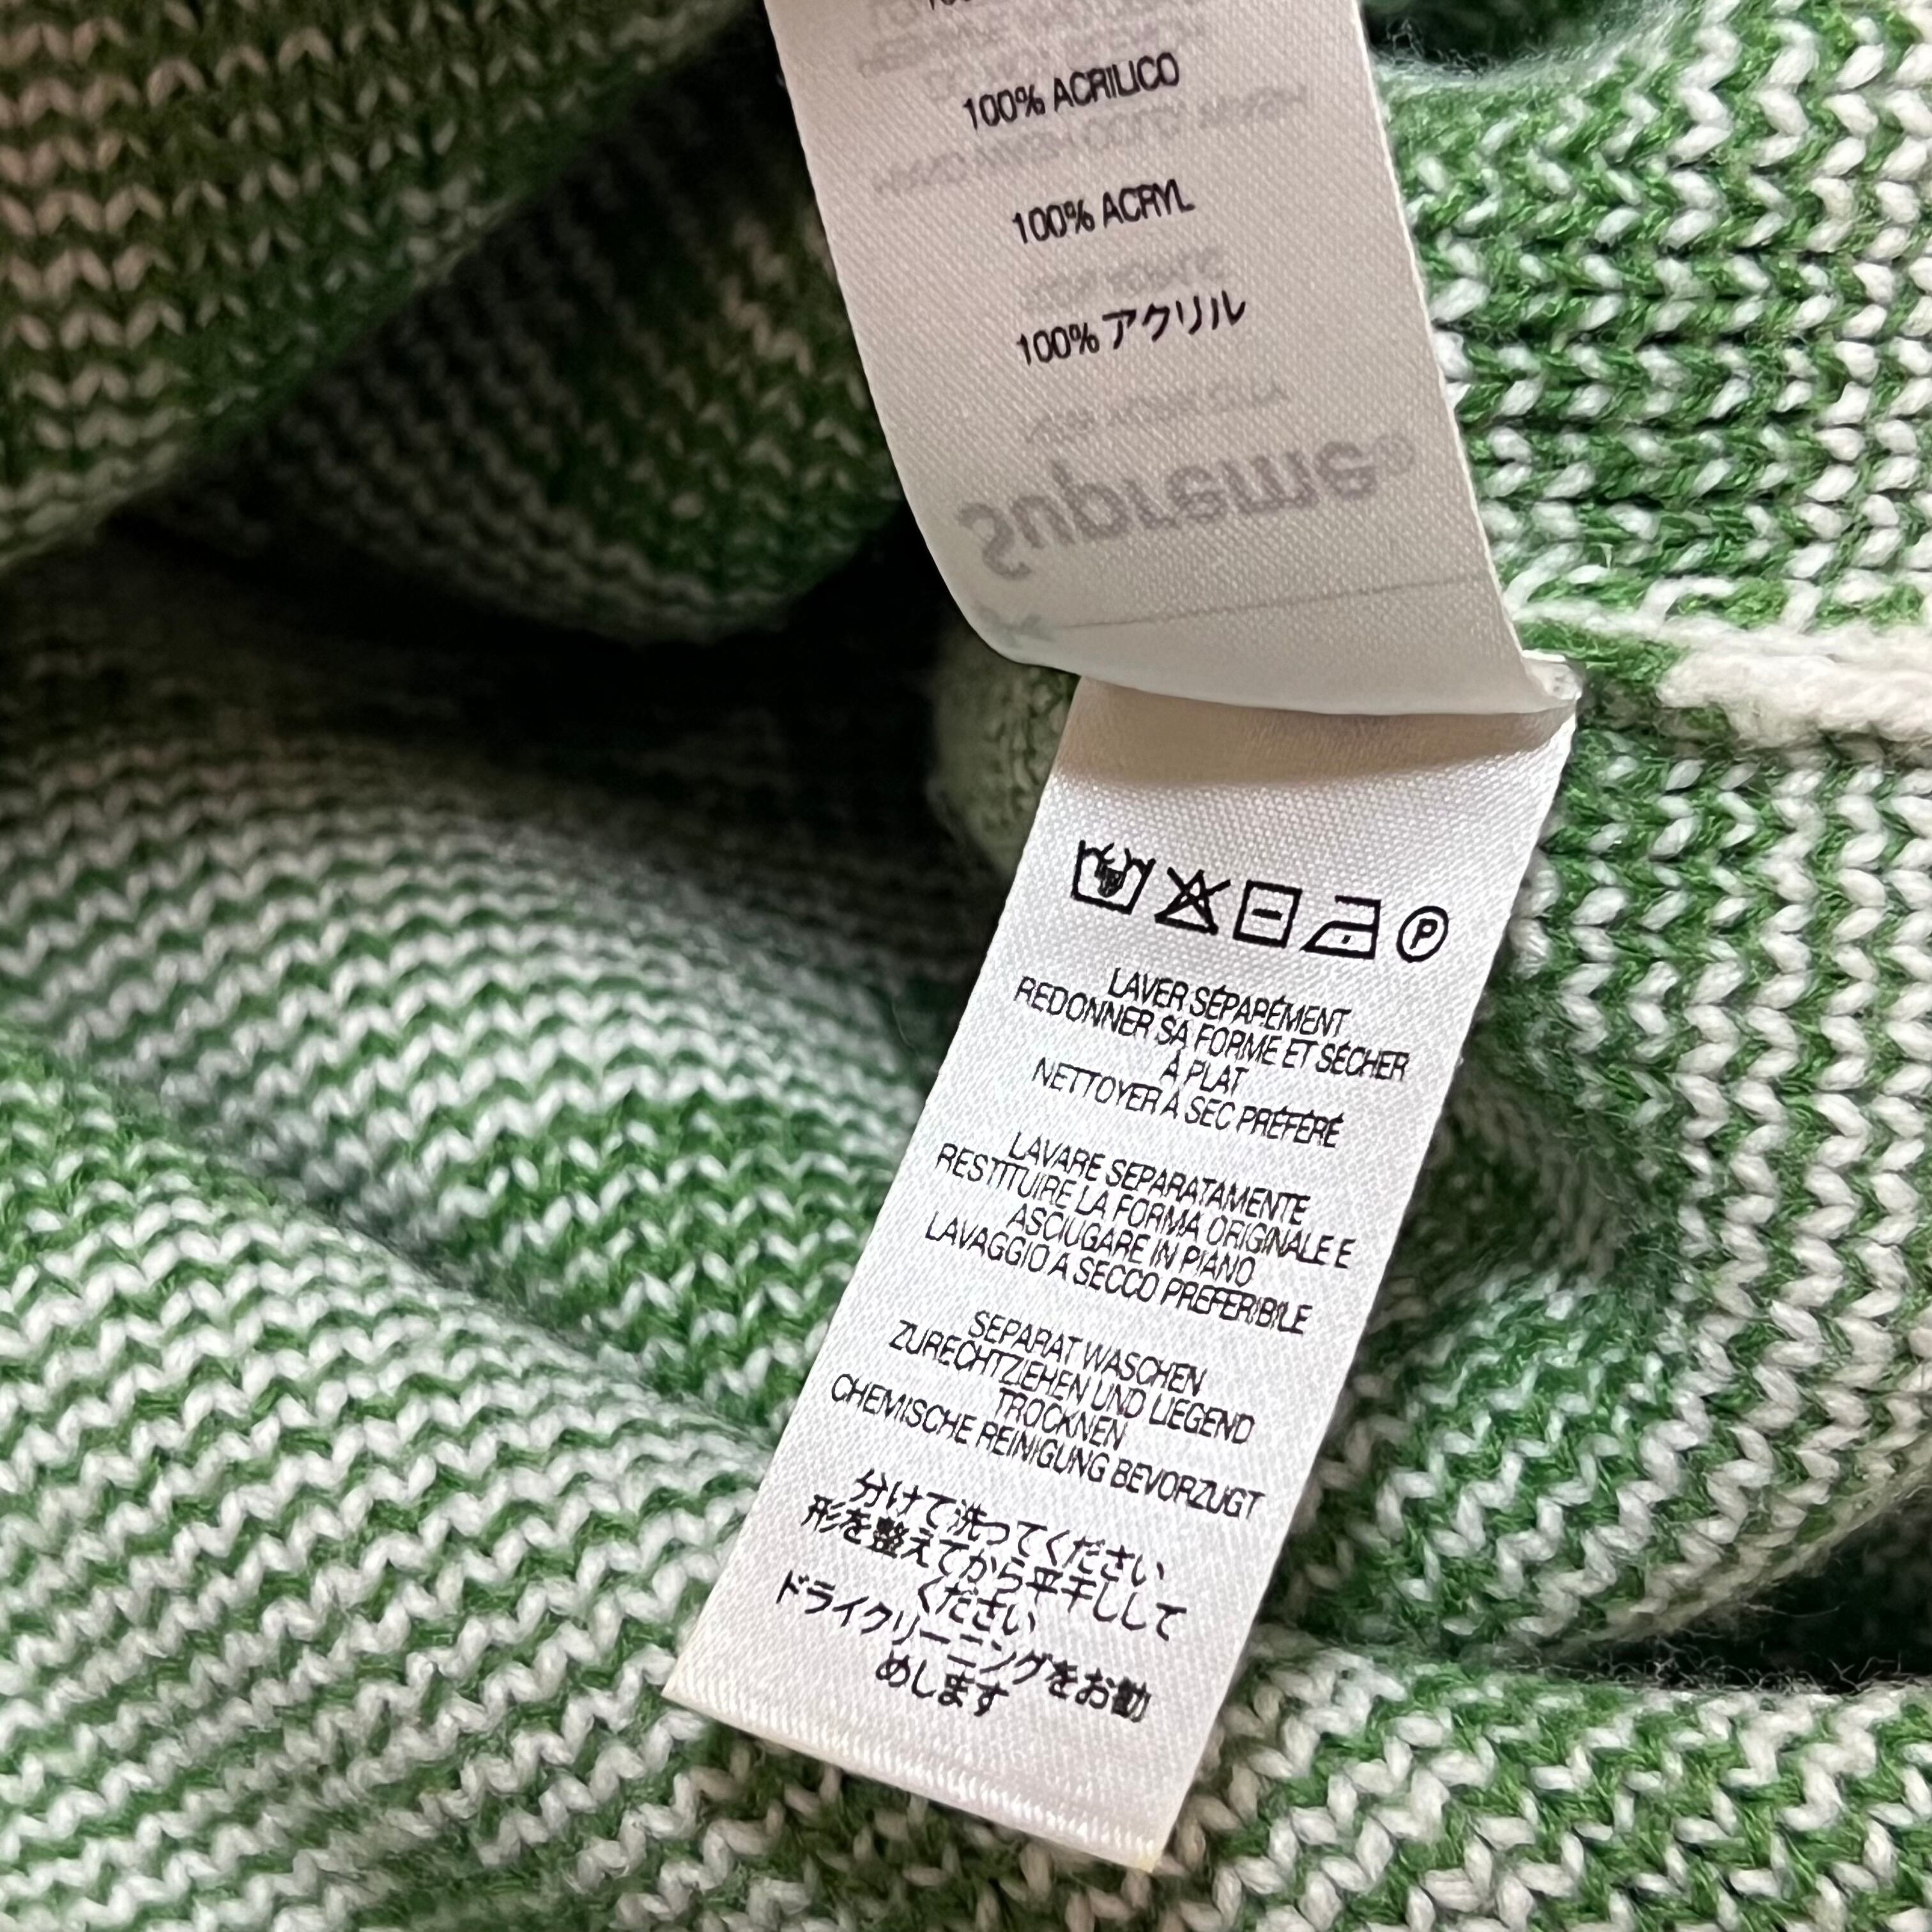 100% ACRILICO
100% ACRYL
100% アクリル
Supreme®
P
LAVER SÉPARÉMENT
REDONNER SA FORME ET SÉCHER
À PLAT
NETTOYER À SEC PRÉFÉRÉ
LAVARE SEPARATAMENTE
RESTITUIRE LA FORMA ORIGINALE E
ASCIUGARE IN PIANO
LAVAGGIO A SECCO PREFERIBILE
SEPARAT WASCHEN
ZURECHTZIEHEN UND LIEGEND
TROCKNEN
CHEMISCHE REINIGUNG BEVORZUGT
分けて洗ってください
形を整えてから平干しして
ください
ドライクリーニングをお勧
めします